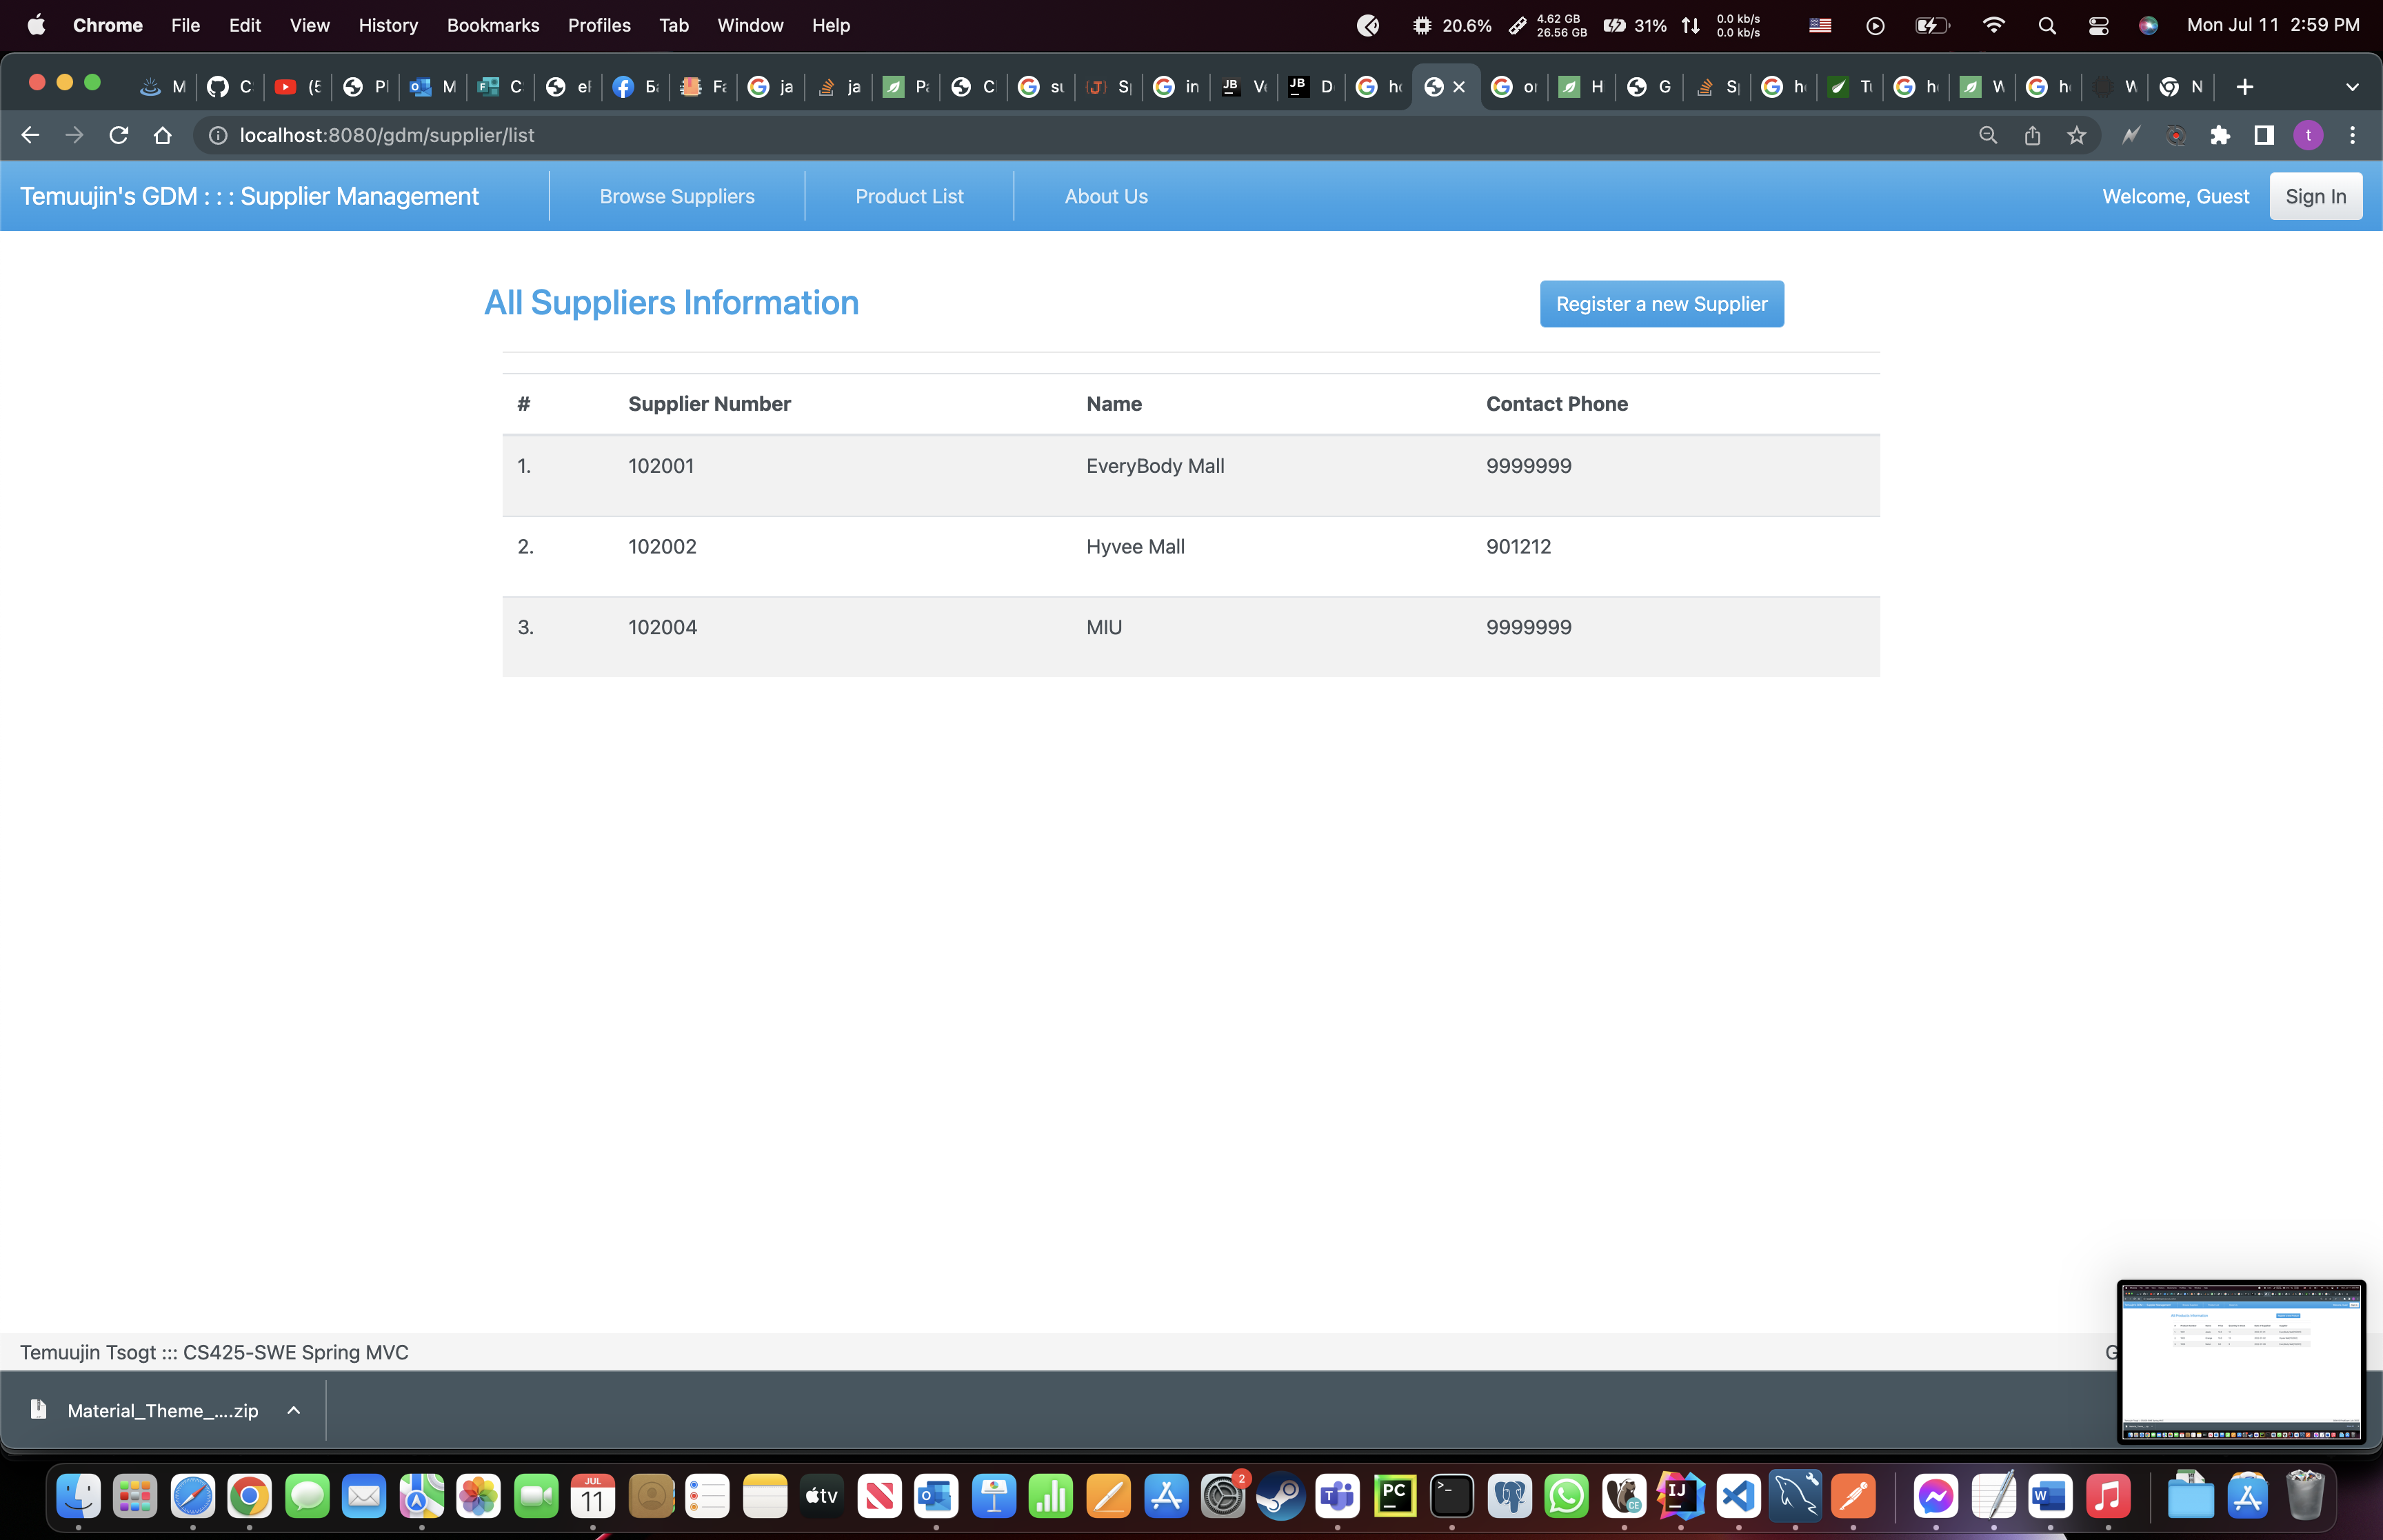 Chrome File Edit View History Bookmarks Profiles Tab Window Help 20.6% 4.62 GB 26.56 GB 31% 0.0 kb/s 0.0 kb/s Mon Jul 11 2:59 PM
localhost:8080/gdm/supplier/list
Temuujin's GDM : : : Supplier Management Browse Suppliers Product List About Us Welcome, Guest Sign In
All Suppliers Information Register a new Supplier
# Supplier Number Name Contact Phone
1. 102001 EveryBody Mall 9999999
2. 102002 Hyvee Mall 901212
3. 102004 MIU 9999999
Temuujin Tsogt ::: CS425-SWE Spring MVC
Material_Theme_....zip
JUL 11 tv 2 PC IJ CE